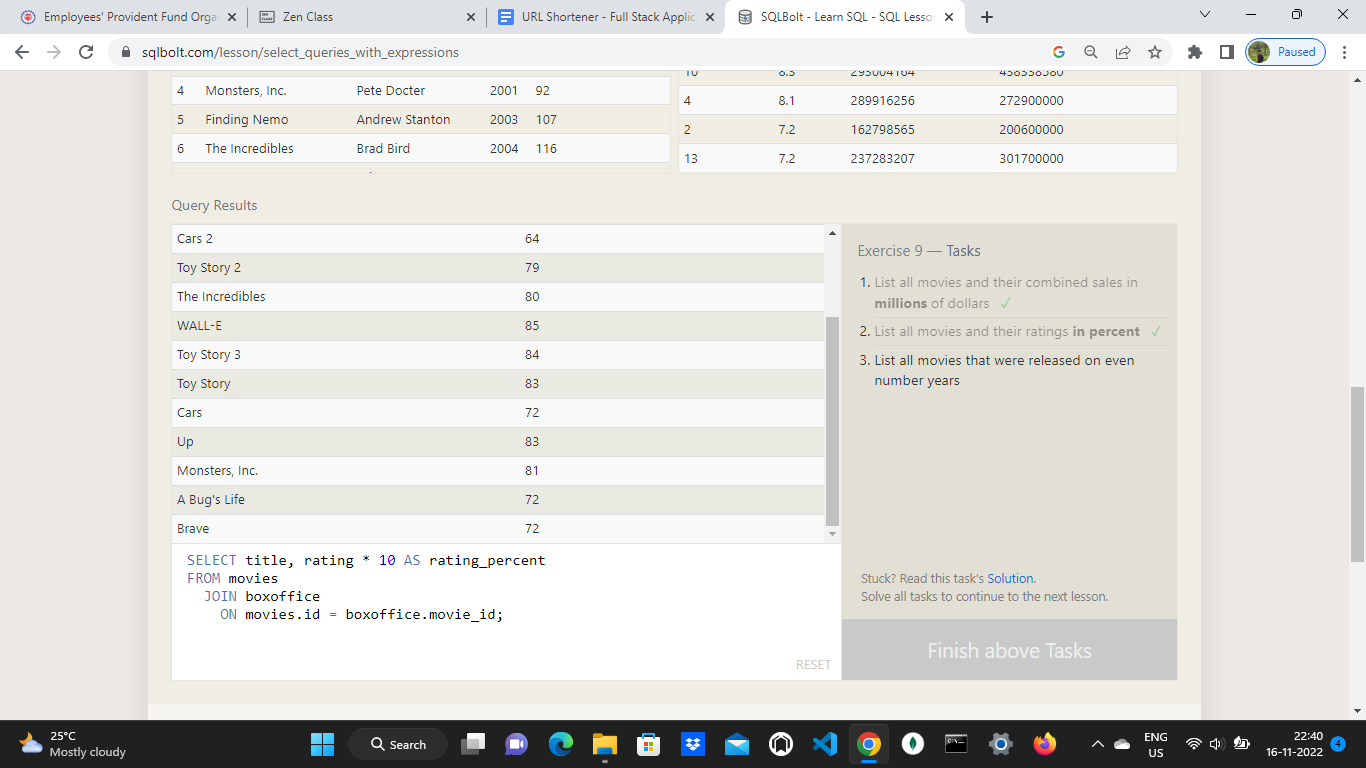 Employees' Provident Fund Orga
Zen Class
URL Shortener - Full Stack Applic
SQLBolt - Learn SQL - SQL Lesso
sqlbolt.com/lesson/select_queries_with_expressions
Paused
10 8.3 293004164 438338580
4 Monsters, Inc. Pete Docter 2001 92
4 8.1 289916256 272900000
5 Finding Nemo Andrew Stanton 2003 107
2 7.2 162798565 200600000
6 The Incredibles Brad Bird 2004 116
13 7.2 237283207 301700000
Query Results
Cars 2 64
Toy Story 2 79
The Incredibles 80
WALL-E 85
Toy Story 3 84
Toy Story 83
Cars 72
Up 83
Monsters, Inc. 81
A Bug's Life 72
Brave 72
Exercise 9 — Tasks
1. List all movies and their combined sales in
millions of dollars ✓
2. List all movies and their ratings in percent ✓
3. List all movies that were released on even
number years
SELECT title, rating * 10 AS rating_percent
FROM movies
JOIN boxoffice
ON movies.id = boxoffice.movie_id;
RESET
Stuck? Read this task's Solution.
Solve all tasks to continue to the next lesson.
Finish above Tasks
25°C
Mostly cloudy
Search
ENG
US
22:40
16-11-2022
4